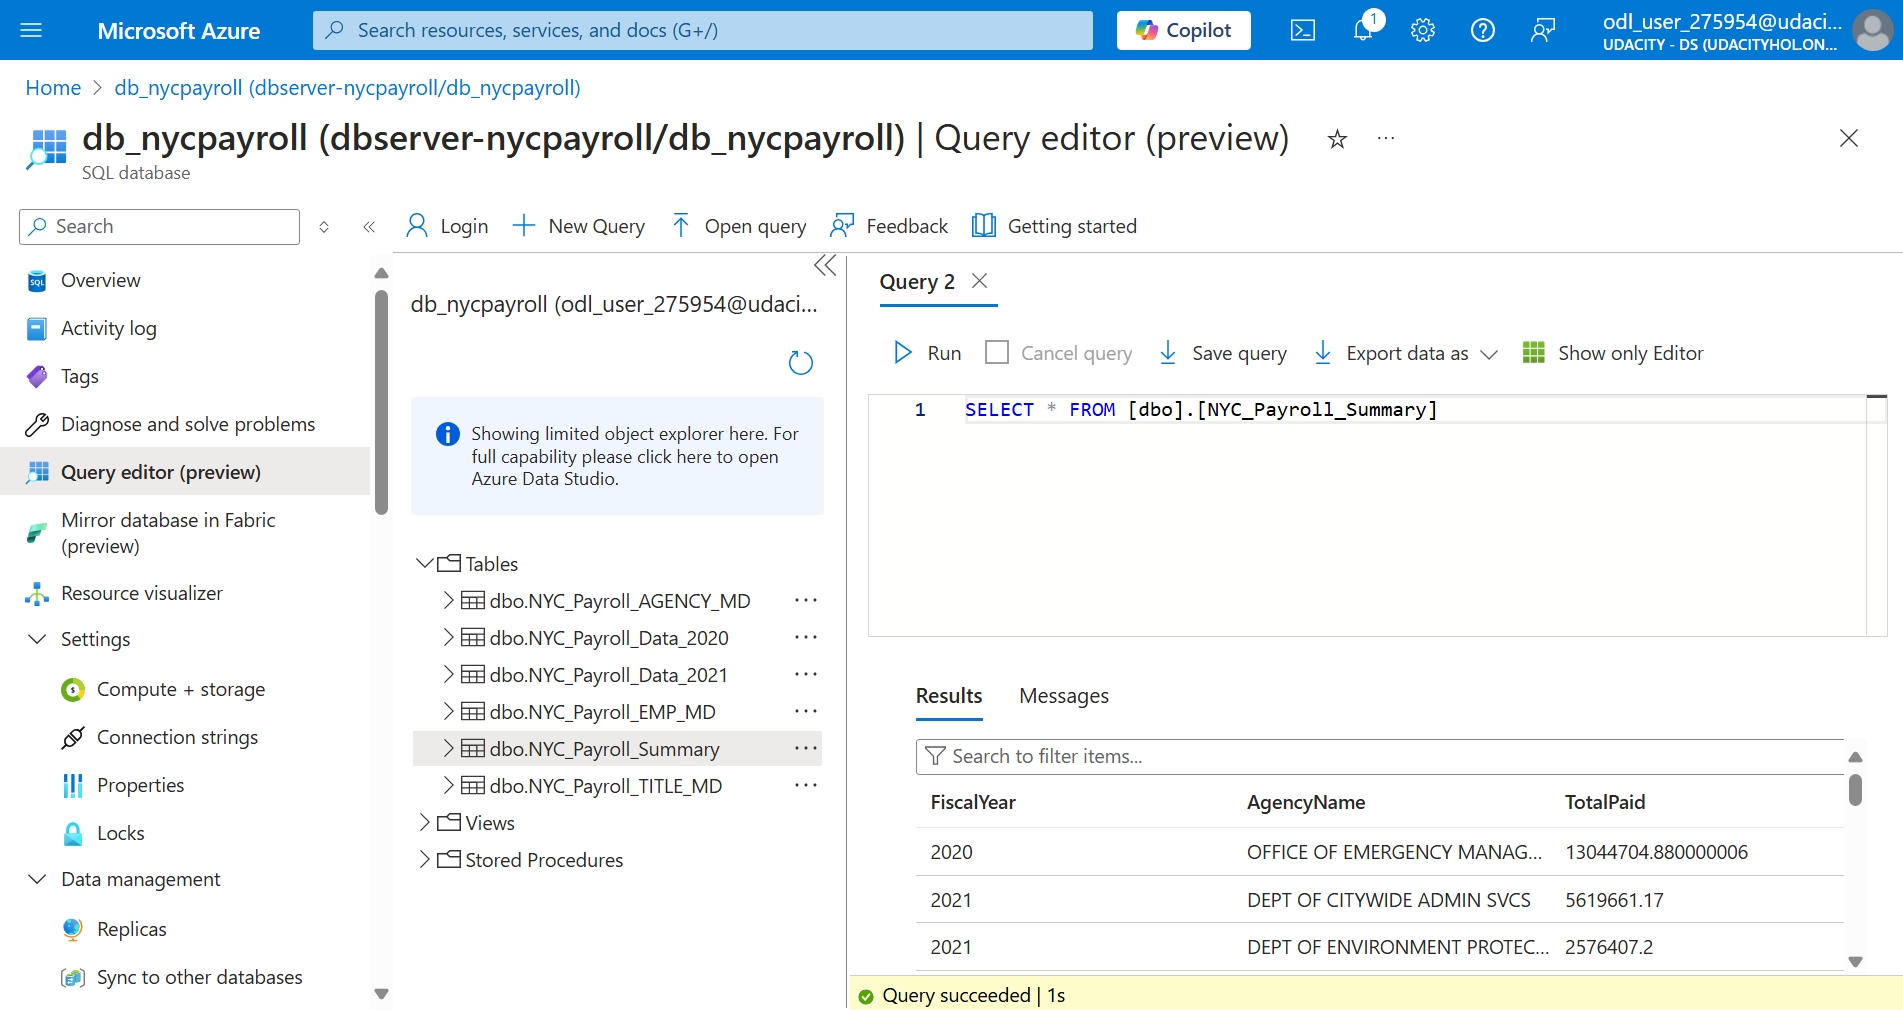 Microsoft Azure
Search resources, services, and docs (G+/)
Copilot
1
odl_user_275954@udaci...
UDACITY - DS (UDACITYHOL.ON...
Home > db_nycpayroll (dbserver-nycpayroll/db_nycpayroll)
db_nycpayroll (dbserver-nycpayroll/db_nycpayroll) | Query editor (preview)
SQL database
Search
Login
New Query
Open query
Feedback
Getting started
Overview
Activity log
Tags
Diagnose and solve problems
Query editor (preview)
Mirror database in Fabric
(preview)
Resource visualizer
Settings
Compute + storage
Connection strings
Properties
Locks
Data management
Replicas
Sync to other databases
db_nycpayroll (odl_user_275954@udaci...
Showing limited object explorer here. For
full capability please click here to open
Azure Data Studio.
Tables
dbo.NYC_Payroll_AGENCY_MD
dbo.NYC_Payroll_Data_2020
dbo.NYC_Payroll_Data_2021
dbo.NYC_Payroll_EMP_MD
dbo.NYC_Payroll_Summary
dbo.NYC_Payroll_TITLE_MD
Views
Stored Procedures
Query 2
Run
Cancel query
Save query
Export data as
Show only Editor
1 SELECT * FROM [dbo].[NYC_Payroll_Summary]
Results
Messages
Search to filter items...
FiscalYear AgencyName TotalPaid
2020 OFFICE OF EMERGENCY MANAG... 13044704.880000006
2021 DEPT OF CITYWIDE ADMIN SVCS 5619661.17
2021 DEPT OF ENVIRONMENT PROTEC... 2576407.2
Query succeeded | 1s